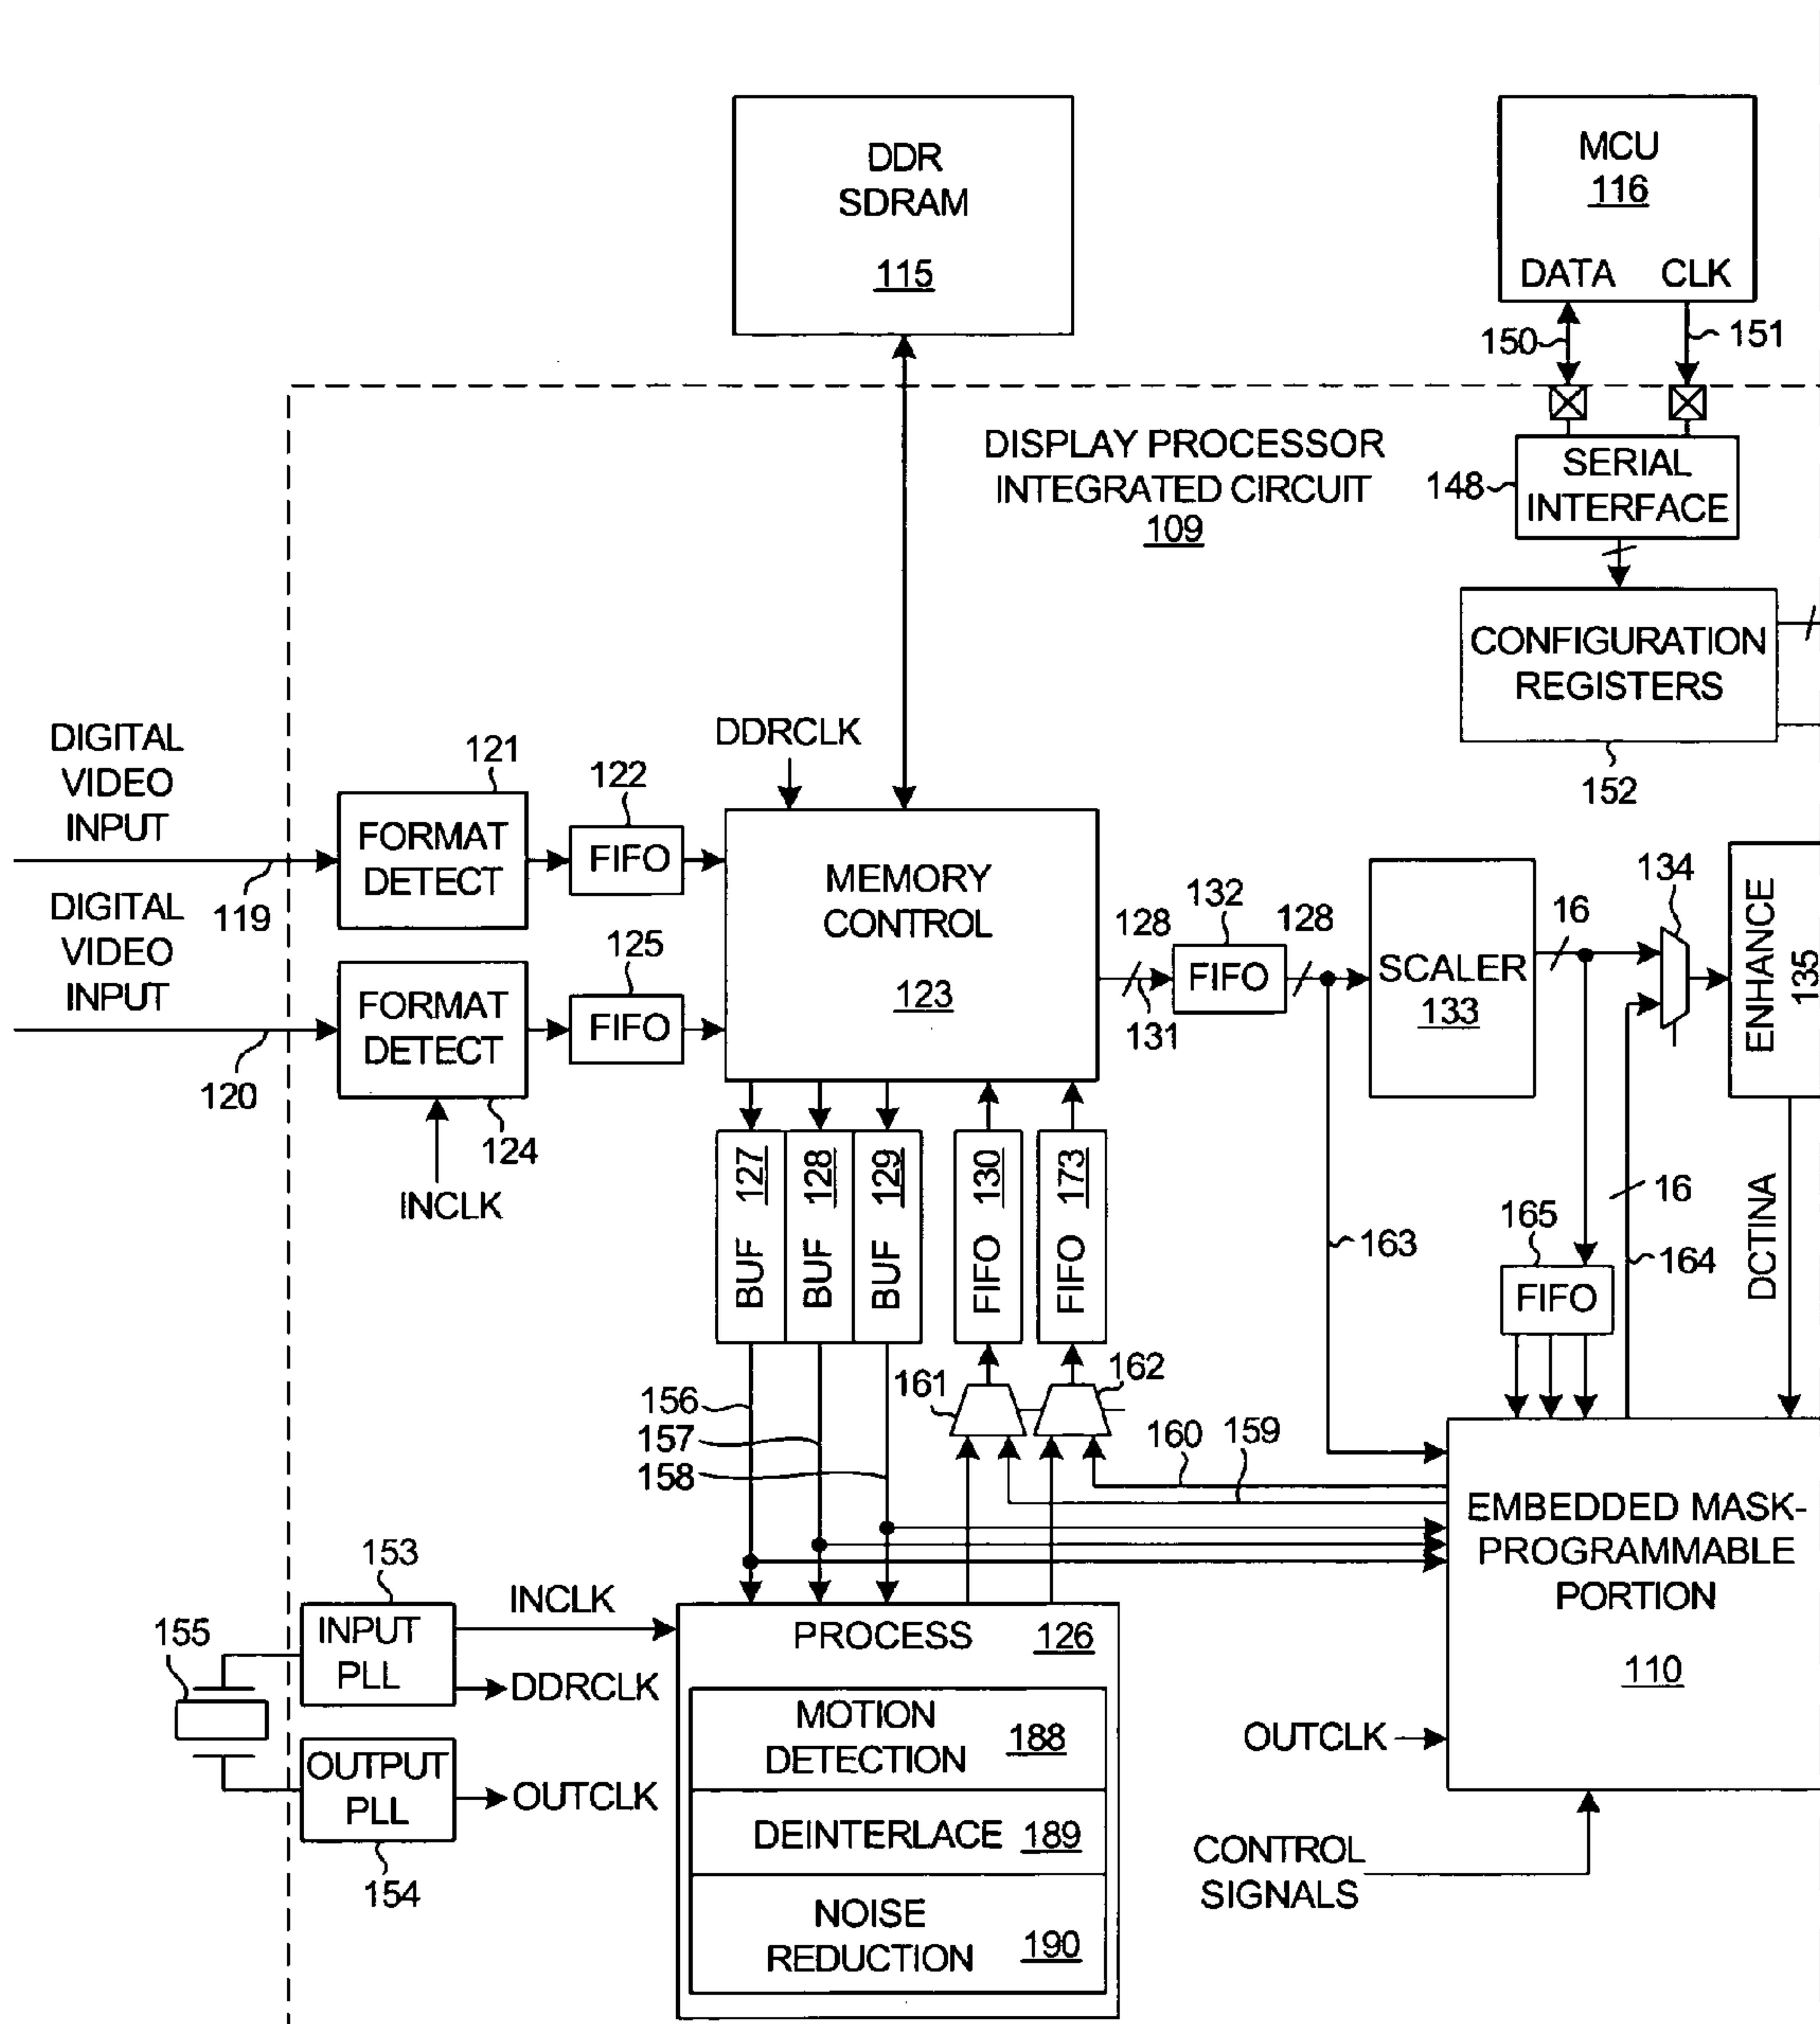 DDR
SDRAM
115
MCU
116
DATA CLK
150
151
DISPLAY PROCESSOR
INTEGRATED CIRCUIT
109
148
SERIAL
INTERFACE
CONFIGURATION
REGISTERS
152
DIGITAL
VIDEO
INPUT
119
DIGITAL
VIDEO
INPUT
120
121
FORMAT
DETECT
122
FIFO
DDRCLK
FORMAT
DETECT
124
INCLK
125
FIFO
MEMORY
CONTROL
123
128
131
132
FIFO
128
SCALER
133
16
134
ENHANCE
135
BUF 127
BUF 128
BUF 129
FIFO 130
FIFO 173
163
165
FIFO
16
164
DCTINA
161
162
156
157
158
160
159
EMBEDDED MASK-
PROGRAMMABLE
PORTION
110
OUTCLK
CONTROL
SIGNALS
153
INPUT
PLL
INCLK
DDRCLK
155
OUTPUT
PLL
OUTCLK
154
PROCESS 126
MOTION
DETECTION 188
DEINTERLACE 189
NOISE
REDUCTION 190